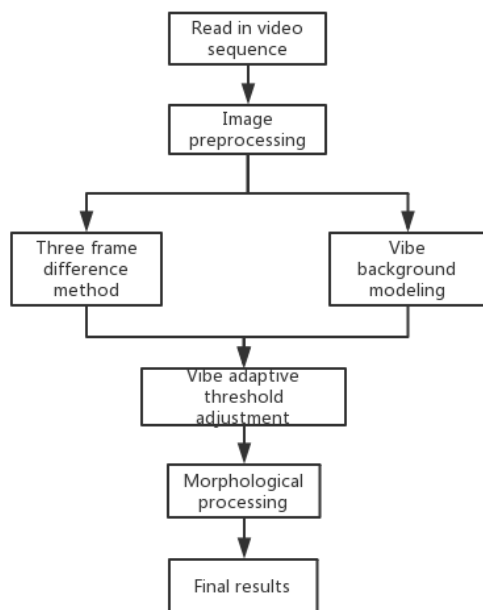 Read in video
sequence
Image
preprocessing
Three frame
difference
method
Vibe
background
modeling
Vibe adaptive
threshold
adjustment
Morphological
processing
Final results